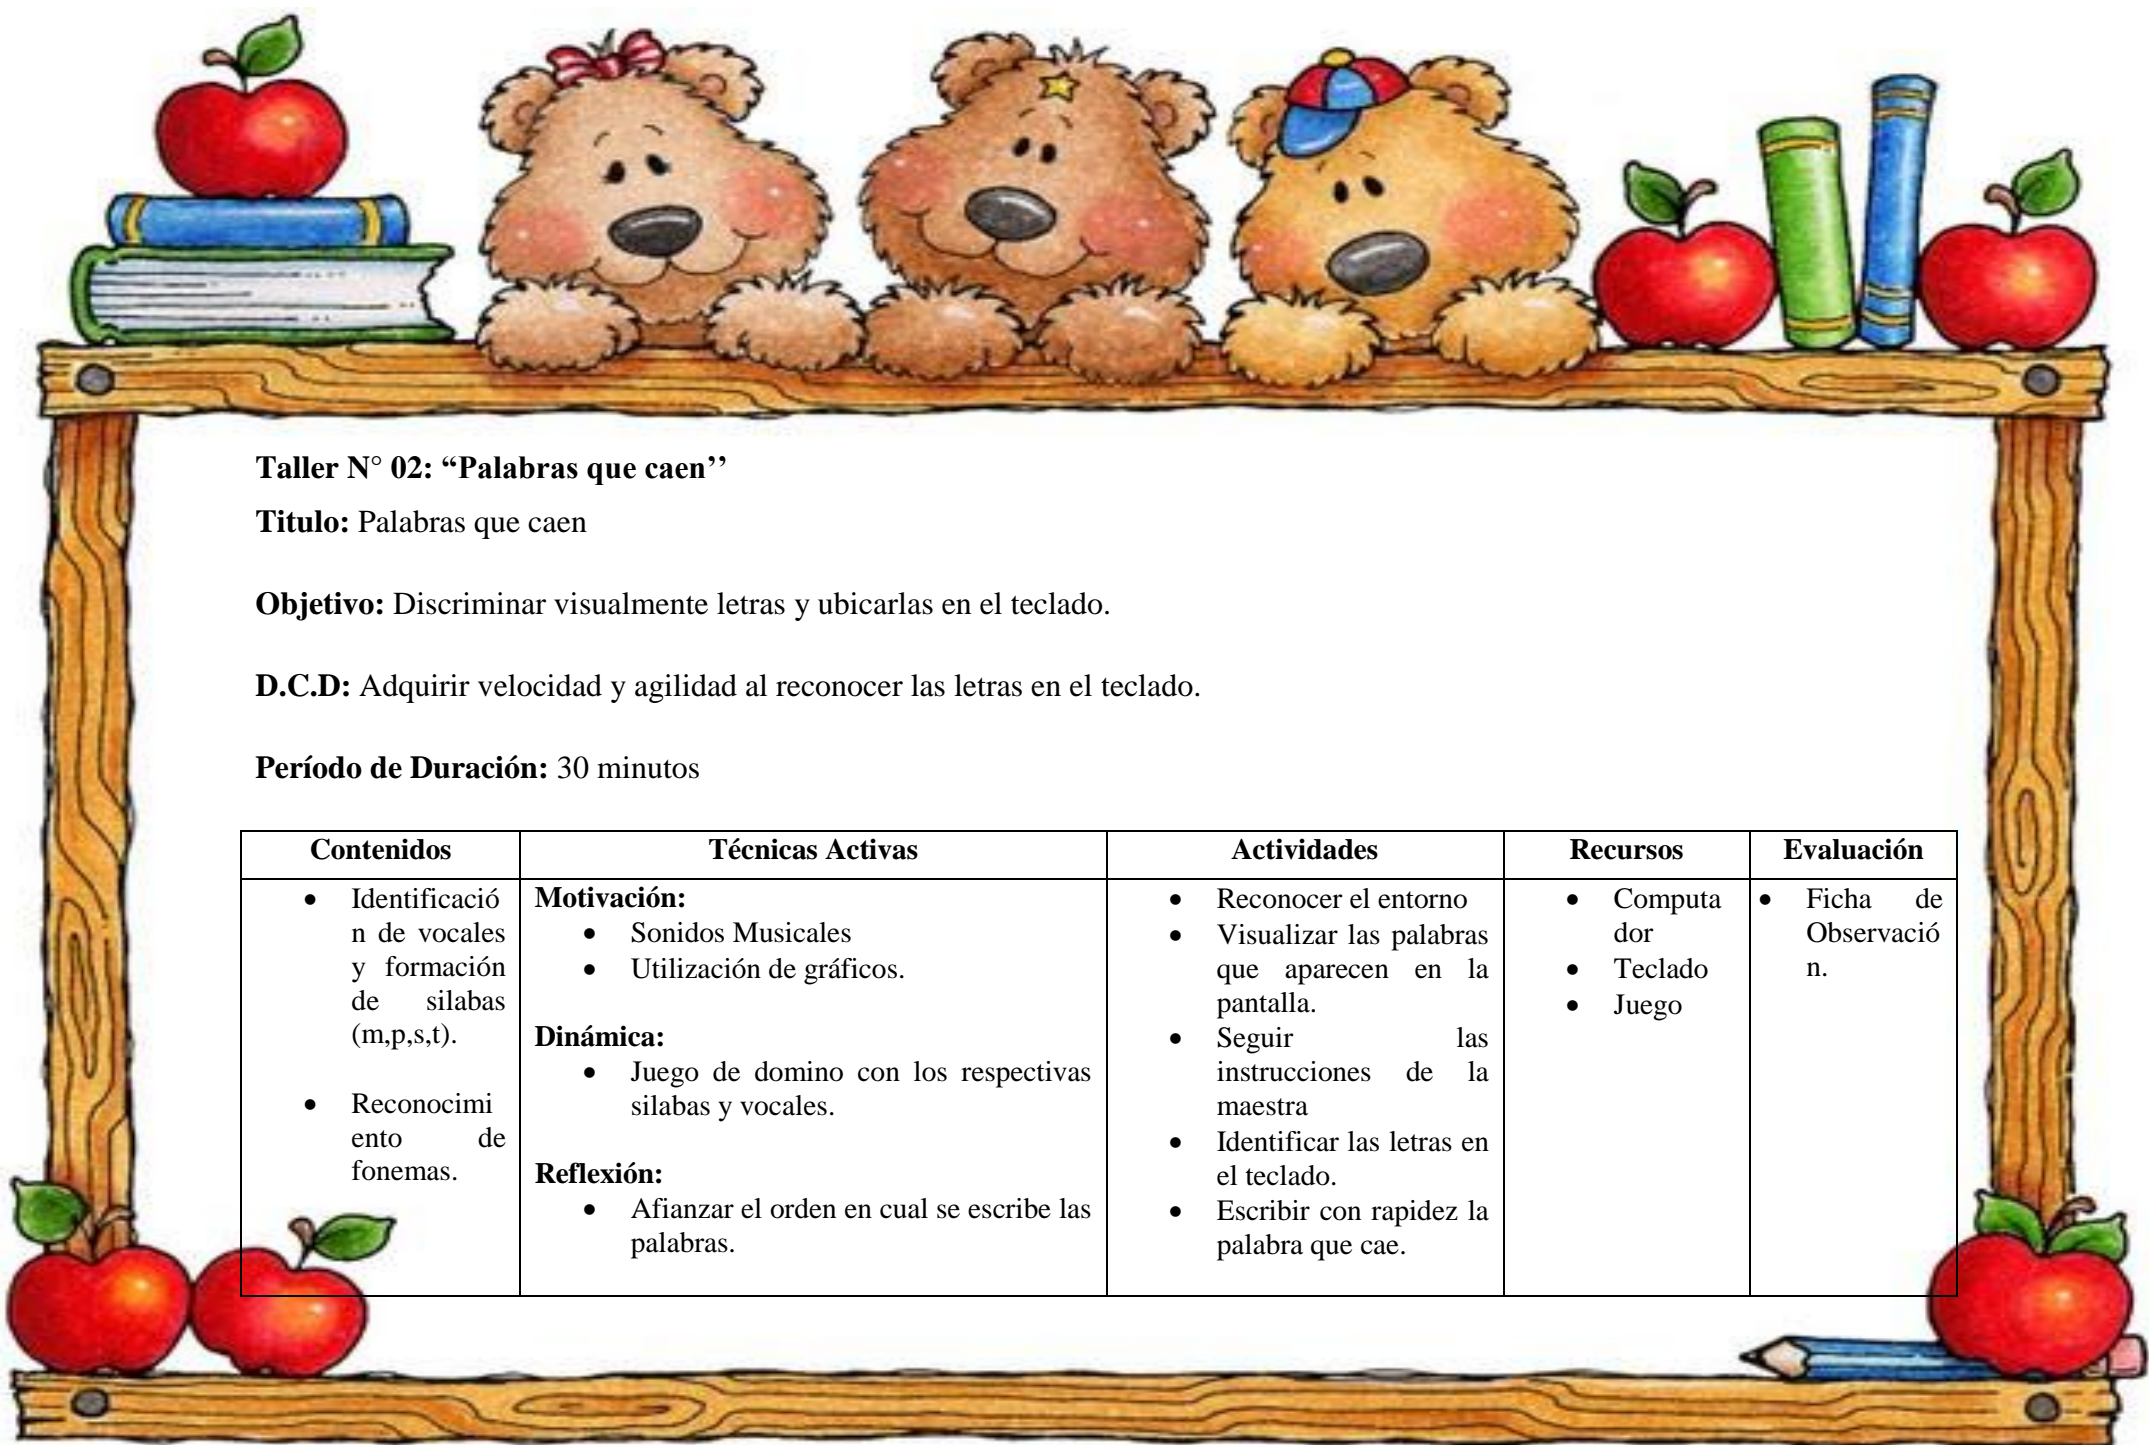 Taller N° 02: “Palabras que caen’’
Titulo: Palabras que caen
Objetivo: Discriminar visualmente letras y ubicarlas en el teclado.
D.C.D: Adquirir velocidad y agilidad al reconocer las letras en el teclado.
Período de Duración: 30 minutos
Contenidos
Técnicas Activas
Actividades
Recursos
Evaluación
• Identificació
n de vocales
y formación
de silabas
(m,p,s,t).
• Reconocimi
ento de
fonemas.
Motivación:
• Sonidos Musicales
• Utilización de gráficos.
Dinámica:
• Juego de domino con los respectivas
silabas y vocales.
Reflexión:
• Afianzar el orden en cual se escribe las
palabras.
• Reconocer el entorno
• Visualizar las palabras
que aparecen en la
pantalla.
• Seguir las
instrucciones de la
maestra
• Identificar las letras en
el teclado.
• Escribir con rapidez la
palabra que cae.
• Computa
dor
• Teclado
• Juego
• Ficha de
Observació
n.